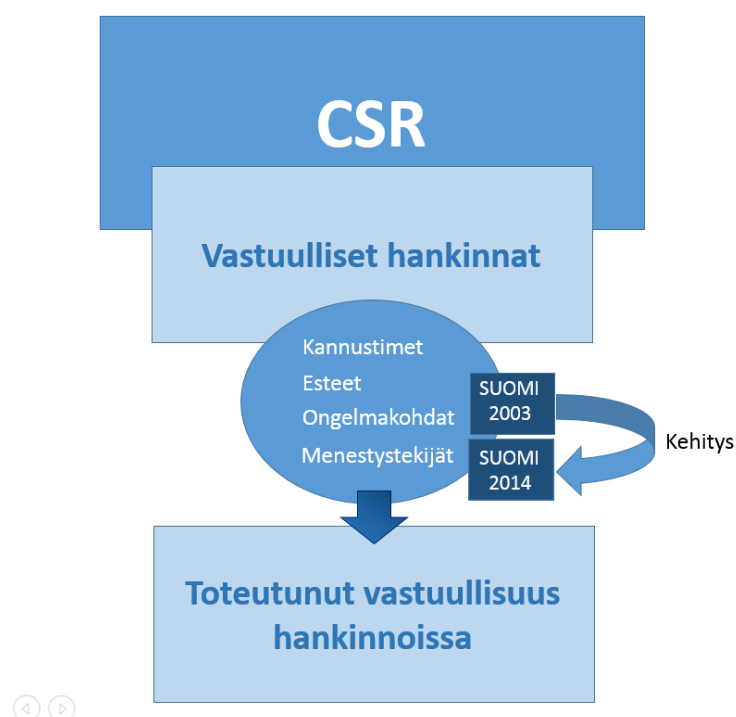 CSR
Vastuulliset hankinnat
Kannustimet
Esteet
Ongelmakohdat
Menestystekijät
SUOMI
2003
SUOMI
2014
Kehitys
Toteutunut vastuullisuus
hankinnoissa